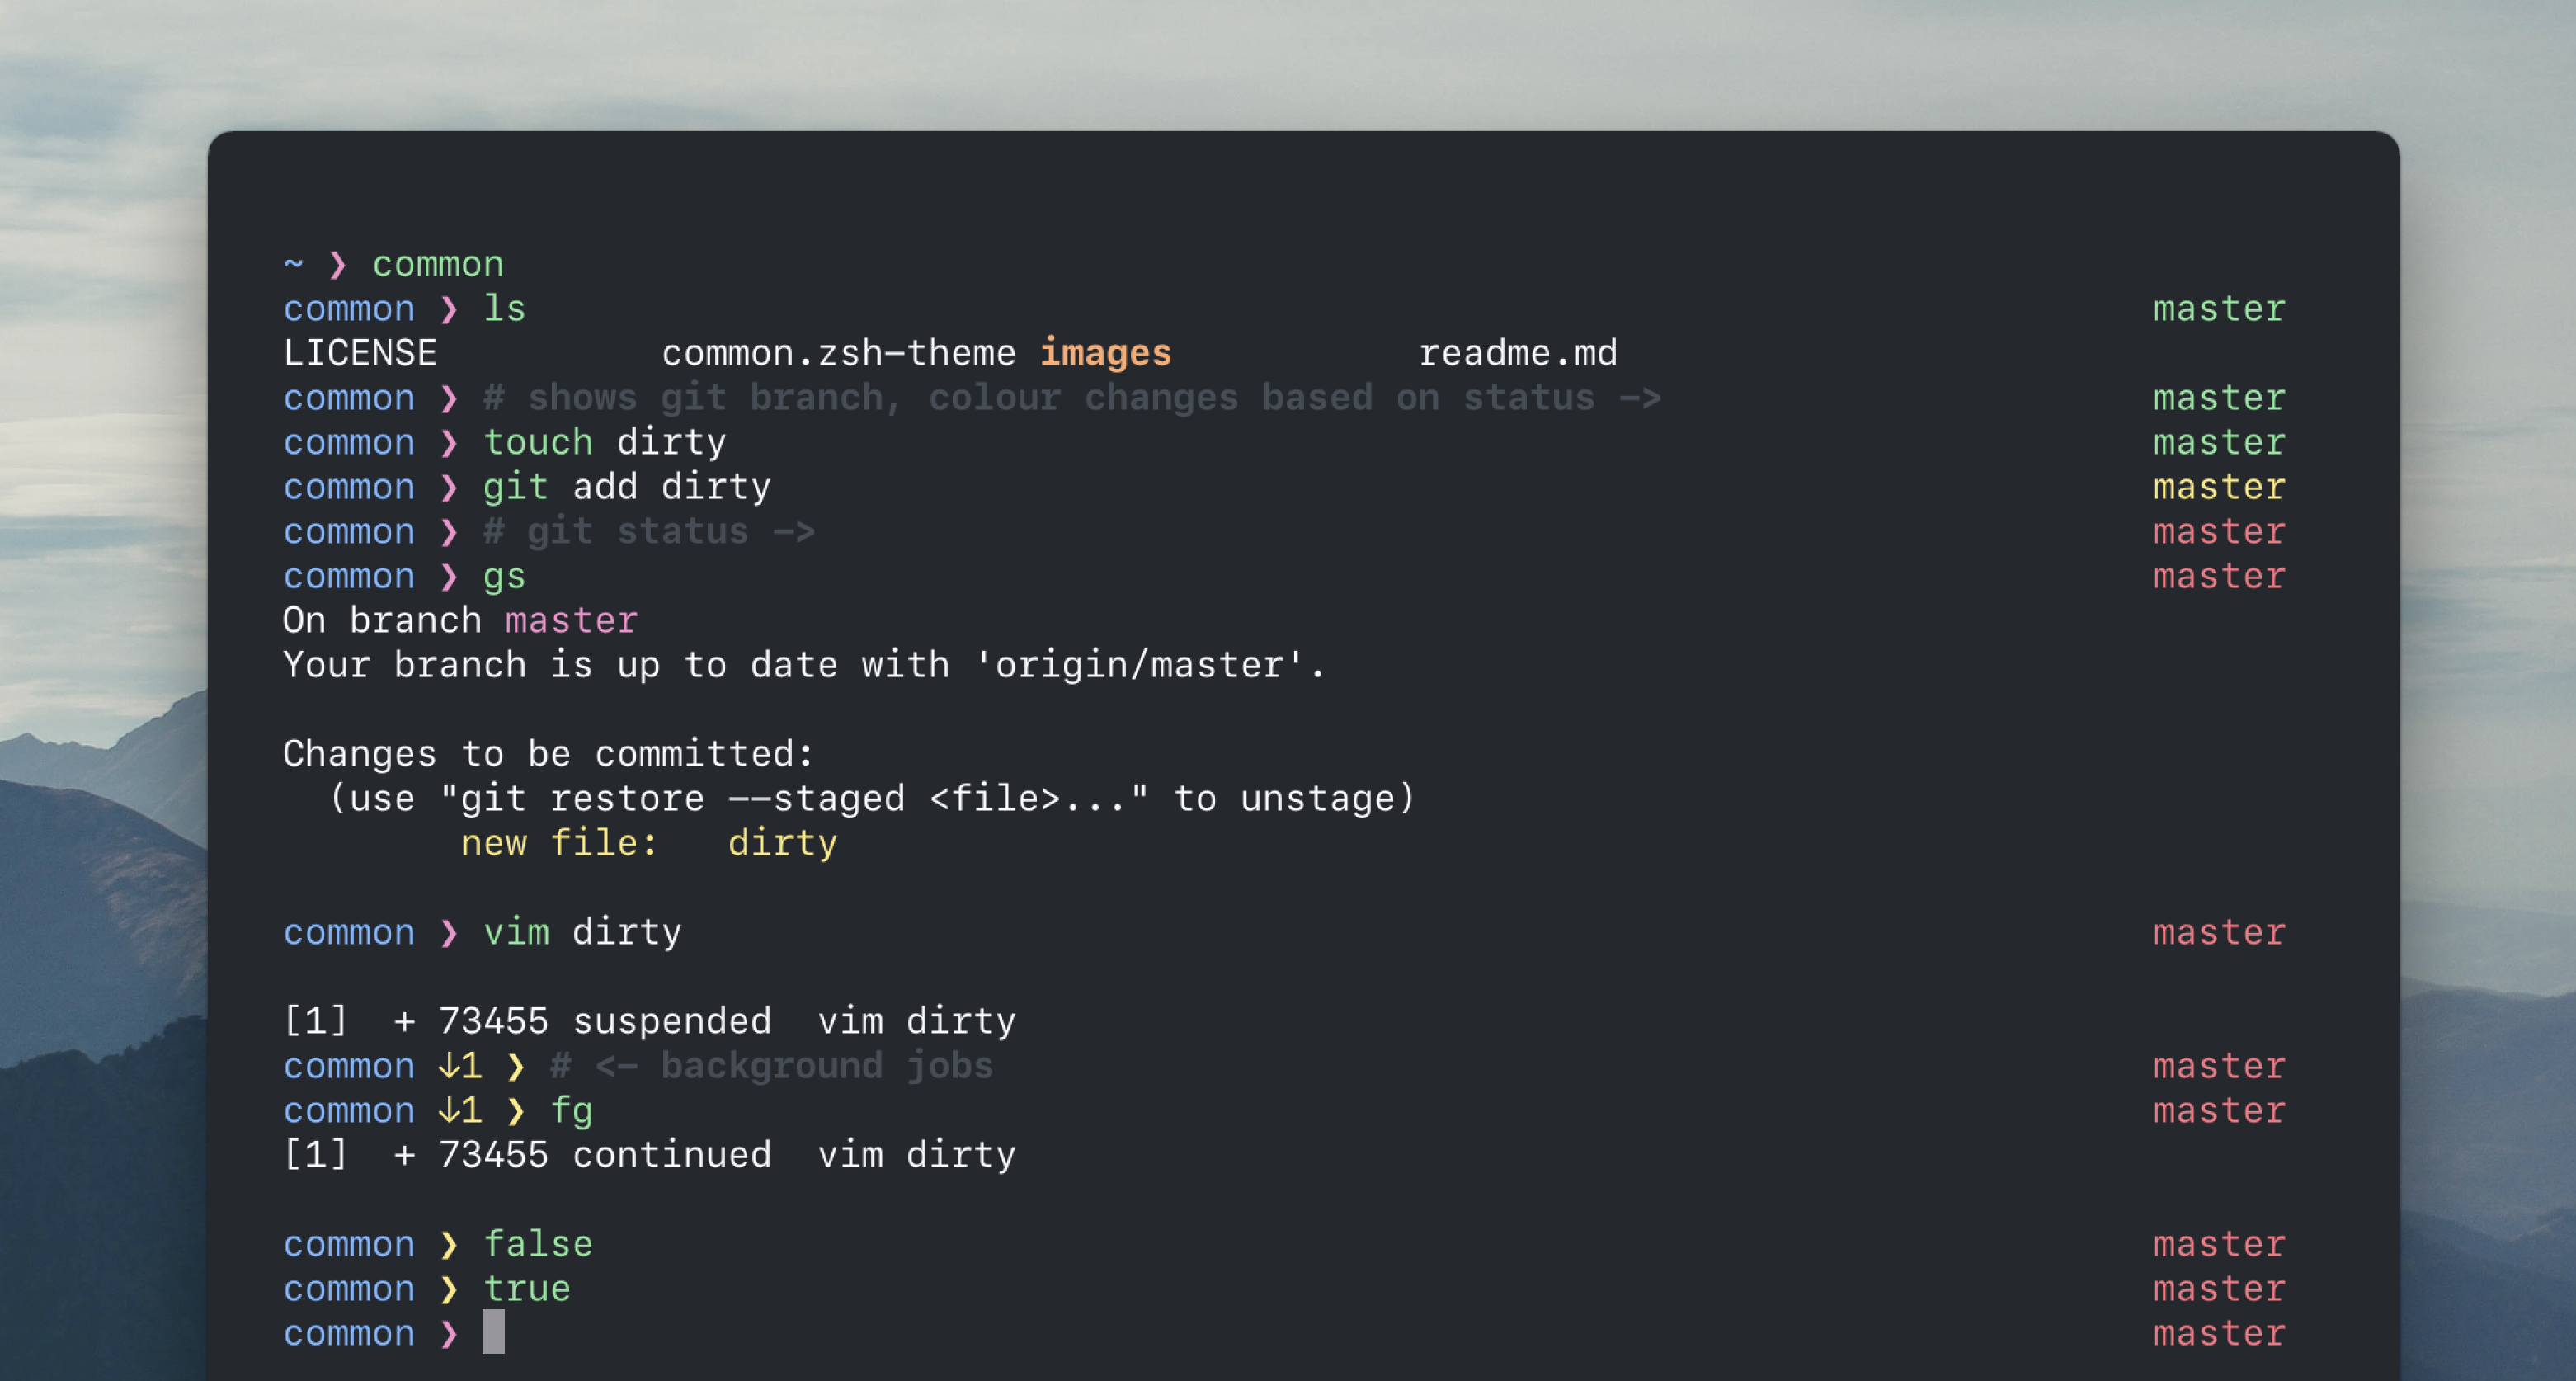 ~ ❯ common
common ❯ ls master
LICENSE common.zsh-theme images readme.md
common ❯ # shows git branch, colour changes based on status -> master
common ❯ touch dirty master
common ❯ git add dirty master
common ❯ # git status -> master
common ❯ gs master
On branch master
Your branch is up to date with 'origin/master'.
Changes to be committed:
(use "git restore --staged <file>..." to unstage)
new file: dirty
common ❯ vim dirty master
[1] + 73455 suspended vim dirty
common ↓1 ❯ # <- background jobs master
common ↓1 ❯ fg master
[1] + 73455 continued vim dirty
common ❯ false master
common ❯ true master
common ❯ master